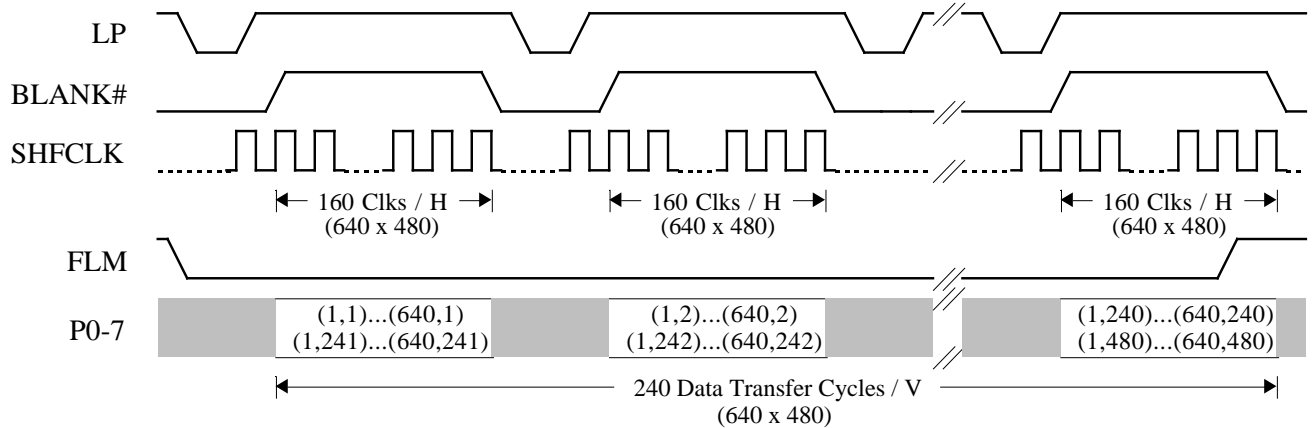 LP
BLANK#
SHFCLK
160 Clks / H
(640 x 480)
160 Clks / H
(640 x 480)
160 Clks / H
(640 x 480)
FLM
P0-7
(1,1)...(640,1)
(1,241)...(640,241)
(1,2)...(640,2)
(1,242)...(640,242)
(1,240)...(640,240)
(1,480)...(640,480)
240 Data Transfer Cycles / V
(640 x 480)